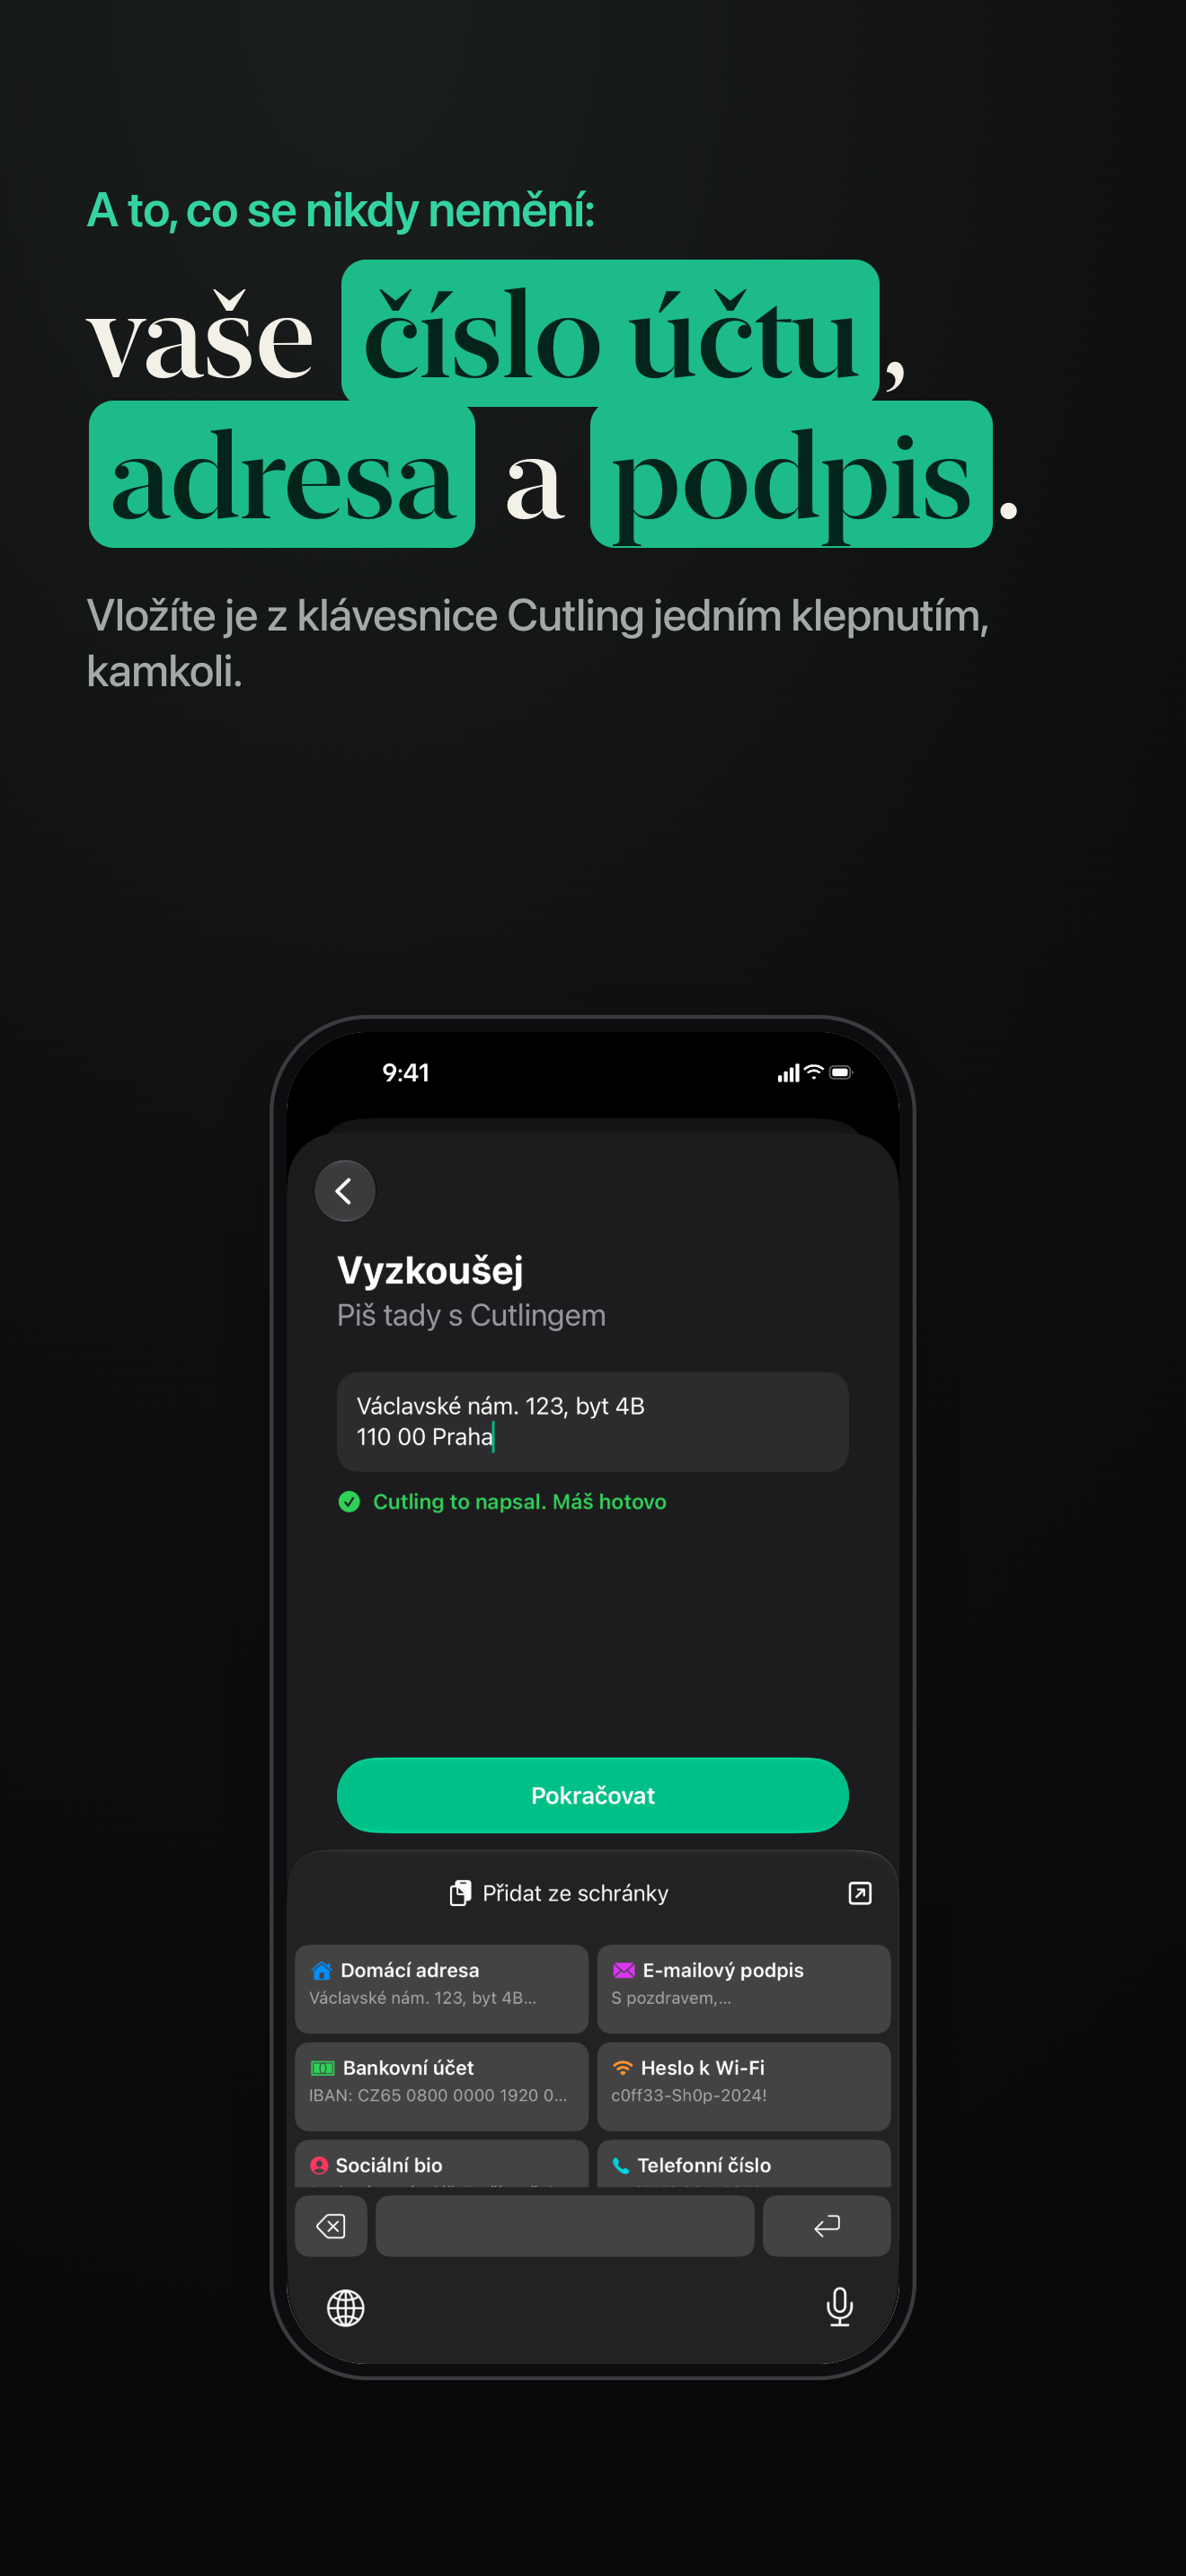 A to, co se nikdy nemění:
vaše číslo účtu,
adresa a podpis.
Vložíte je z klávesnice Cutling jedním klepnutím,
kamkoli.
9:41
Vyzkoušej
Piš tady s Cutlingem
Václavské nám. 123, byt 4B
110 00 Praha
Cutling to napsal. Máš hotovo
Pokračovat
Přidat ze schránky
Domácí adresa
Václavské nám. 123, byt 4B...
E-mailový podpis
S pozdravem,...
Bankovní účet
IBAN: CZ65 0800 0000 1920 0...
Heslo k Wi-Fi
c0ff33-Sh0p-2024!
Sociální bio
Telefonní číslo